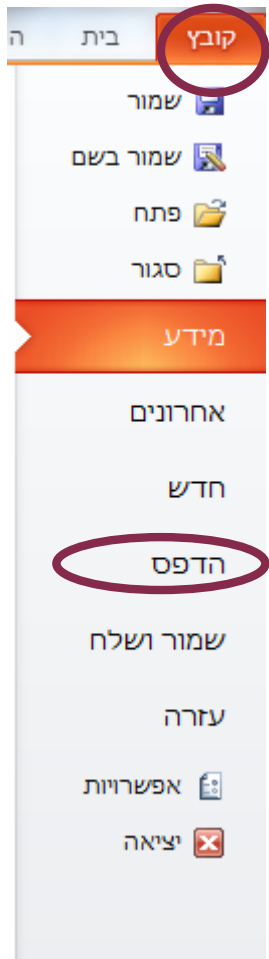 קובץ בית ה
שמור
שמור בשם
פתח
סגור
מידע
אחרונים
חדש
הדפס
שמור ושלח
עזרה
אפשרויות
יציאה